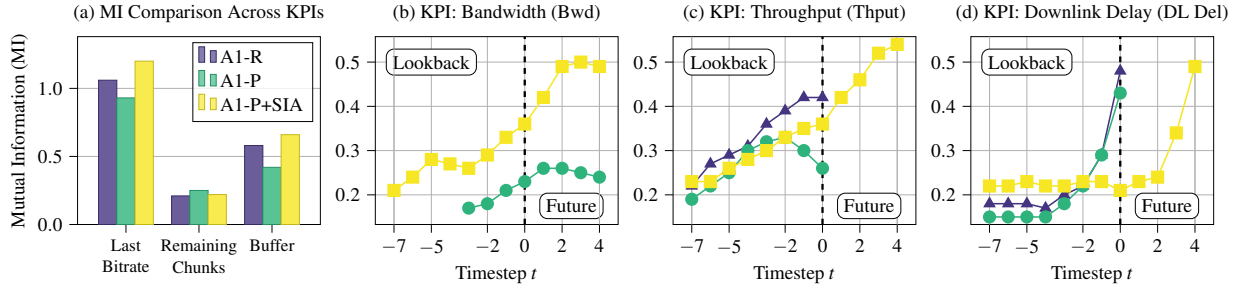 (a) MI Comparison Across KPIs
Mutual Information (MI)
1.0
0.5
0.0
A1-R
A1-P
A1-P+SIA
Last
Bitrate
Remaining
Chunks
Buffer
(b) KPI: Bandwidth (Bwd)
Lookback
Future
0.5
0.4
0.3
0.2
−7 −5 −2 0 2 4
Timestep t
(c) KPI: Throughput (Thput)
Lookback
Future
0.5
0.4
0.3
0.2
−7 −5 −2 0 2 4
Timestep t
(d) KPI: Downlink Delay (DL Del)
Lookback
Future
0.5
0.4
0.3
0.2
−7 −5 −2 0 2 4
Timestep t